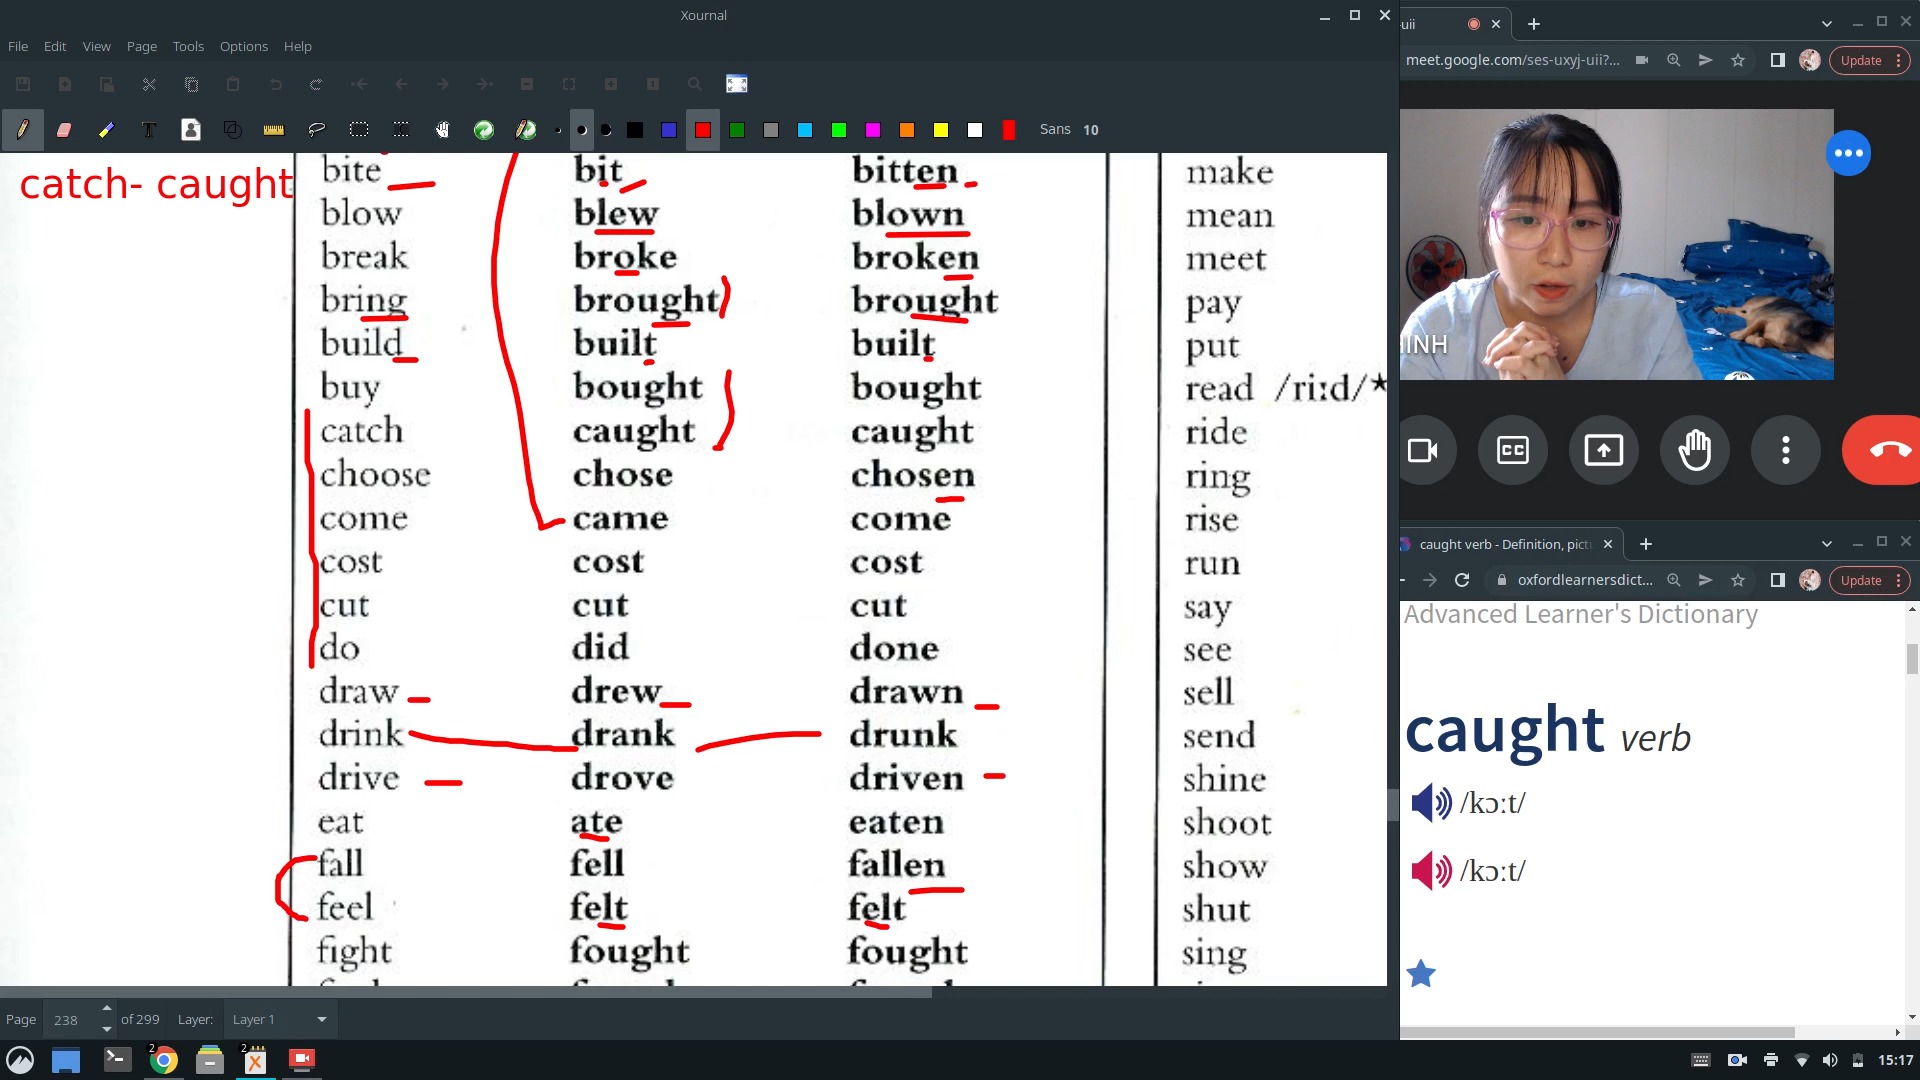 Xournal
File Edit View Page Tools Options Help
Sans 10
catch- caught
bite bit bitten make
blow blew blown mean
break broke broken meet
bring brought brought pay
build built built put
buy bought bought read /riːd/*
catch caught caught ride
choose chose chosen ring
come came come rise
cost cost cost run
cut cut cut say
do did done see
draw drew drawn sell
drink drank drunk send
drive drove driven shine
eat ate eaten shoot
fall fell fallen show
feel felt felt shut
fight fought fought sing
Page 238 of 299 Layer: Layer 1
-uii
meet.google.com/ses-uxyj-uii?...
Update
INH
CC
caught verb - Definition, pict
oxfordlearnersdict...
Update
Advanced Learner's Dictionary
caught verb
/kɔːt/
/kɔːt/
2
2
15:17